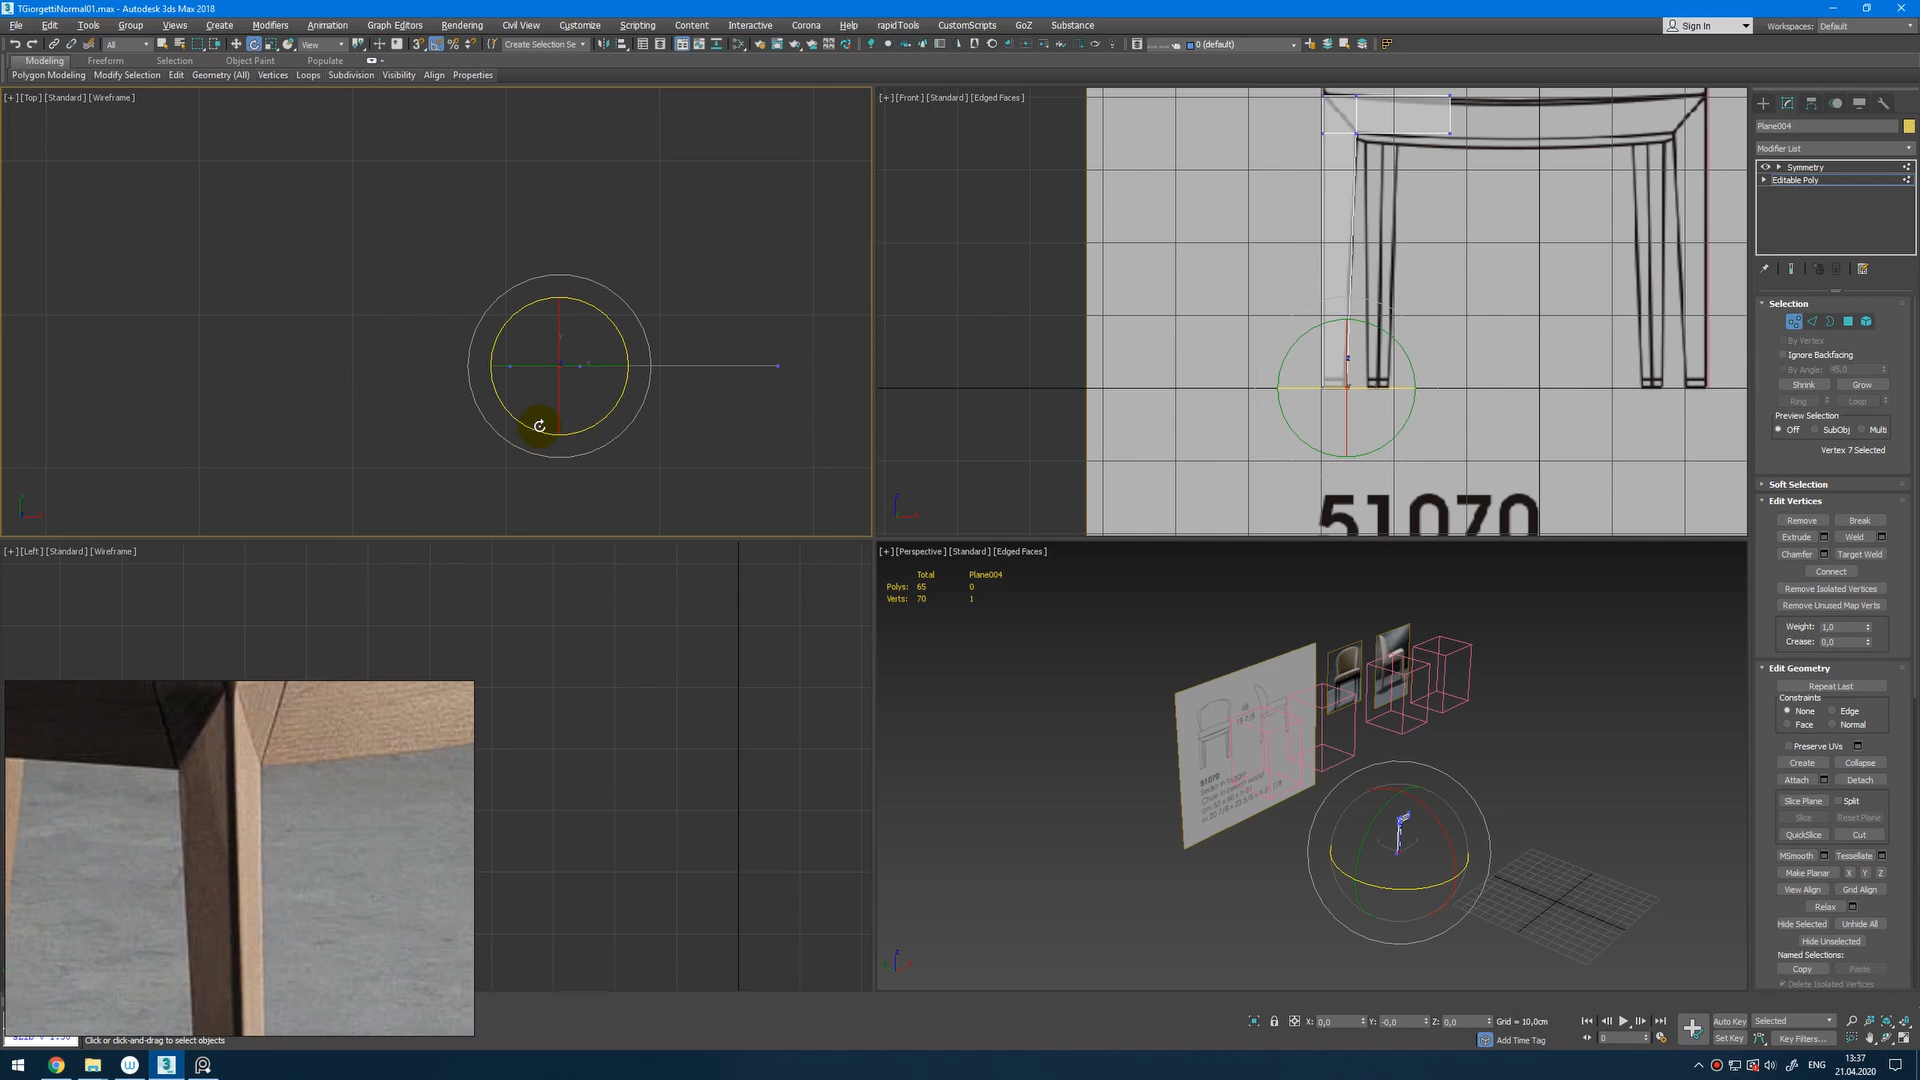 TGiorgettiNormal01.max - Autodesk 3ds Max 2018
File Edit Tools Group Views Create Modifiers Animation Graph Editors Rendering Civil View Customize Scripting Content Interactive Corona Help rapidTools CustomScripts GoZ Substance
Sign In
Workspaces: Default
All
View
Create Selection Se
0 (default)
Modeling Freeform Selection Object Paint Populate
Polygon Modeling Modify Selection Edit Geometry (All) Vertices Loops Subdivision Visibility Align Properties
[+] [Top] [Standard] [Wireframe]
[+] [Front] [Standard] [Edged Faces]
51070
[+] [Left] [Standard] [Wireframe]
[+] [Perspective] [Standard] [Edged Faces]
Total Plane004
Polys: 65 0
Verts: 70 1
51070
Plane004
Modifier List
Symmetry
Editable Poly
Selection
By Vertex
Ignore Backfacing
By Angle: 45,0
Shrink Grow
Ring Loop
Preview Selection
Off SubObj Multi
Vertex 7 Selected
Soft Selection
Edit Vertices
Remove Break
Extrude Weld
Chamfer Target Weld
Connect
Remove Isolated Vertices
Remove Unused Map Verts
Weight: 1,0
Crease: 0,0
Edit Geometry
Repeat Last
Constraints
None Edge
Face Normal
Preserve UVs
Create Collapse
Attach Detach
Slice Plane Split
Slice Reset Plane
QuickSlice Cut
MSmooth Tessellate
Make Planar X Y Z
View Align Grid Align
Relax
Hide Selected Unhide All
Hide Unselected
Named Selections:
Copy Paste
Delete Isolated Vertices
Click or click-and-drag to select objects
X: 0,0 Y: -0,0 Z: 0,0 Grid = 10,0cm
Add Time Tag
0
Auto Key Selected
Set Key Key Filters...
ENG
13:37
21.04.2020